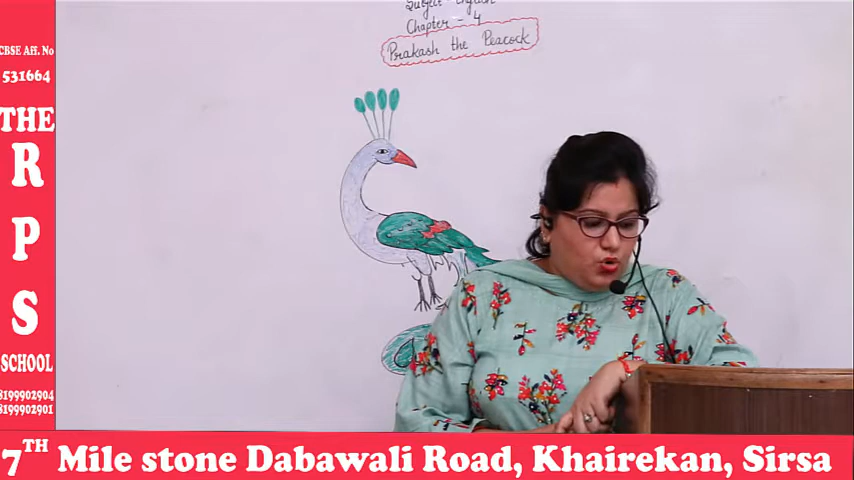 Subject - English
Chapter - 4
Prakash the Peacock
CBSE Aff. No
531664
THE
R
P
S
SCHOOL
8199902904
8199902901
7TH Mile stone Dabawali Road, Khairekan, Sirsa